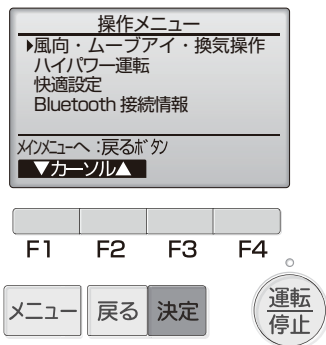 操作メニュー
▶風向・ムーブアイ・換気操作
ハイパワー運転
快適設定
Bluetooth 接続情報
メインメニューへ :戻るボタン
▼カーソル▲
F1 F2 F3 F4
メニュー 戻る 決定 運転
停止